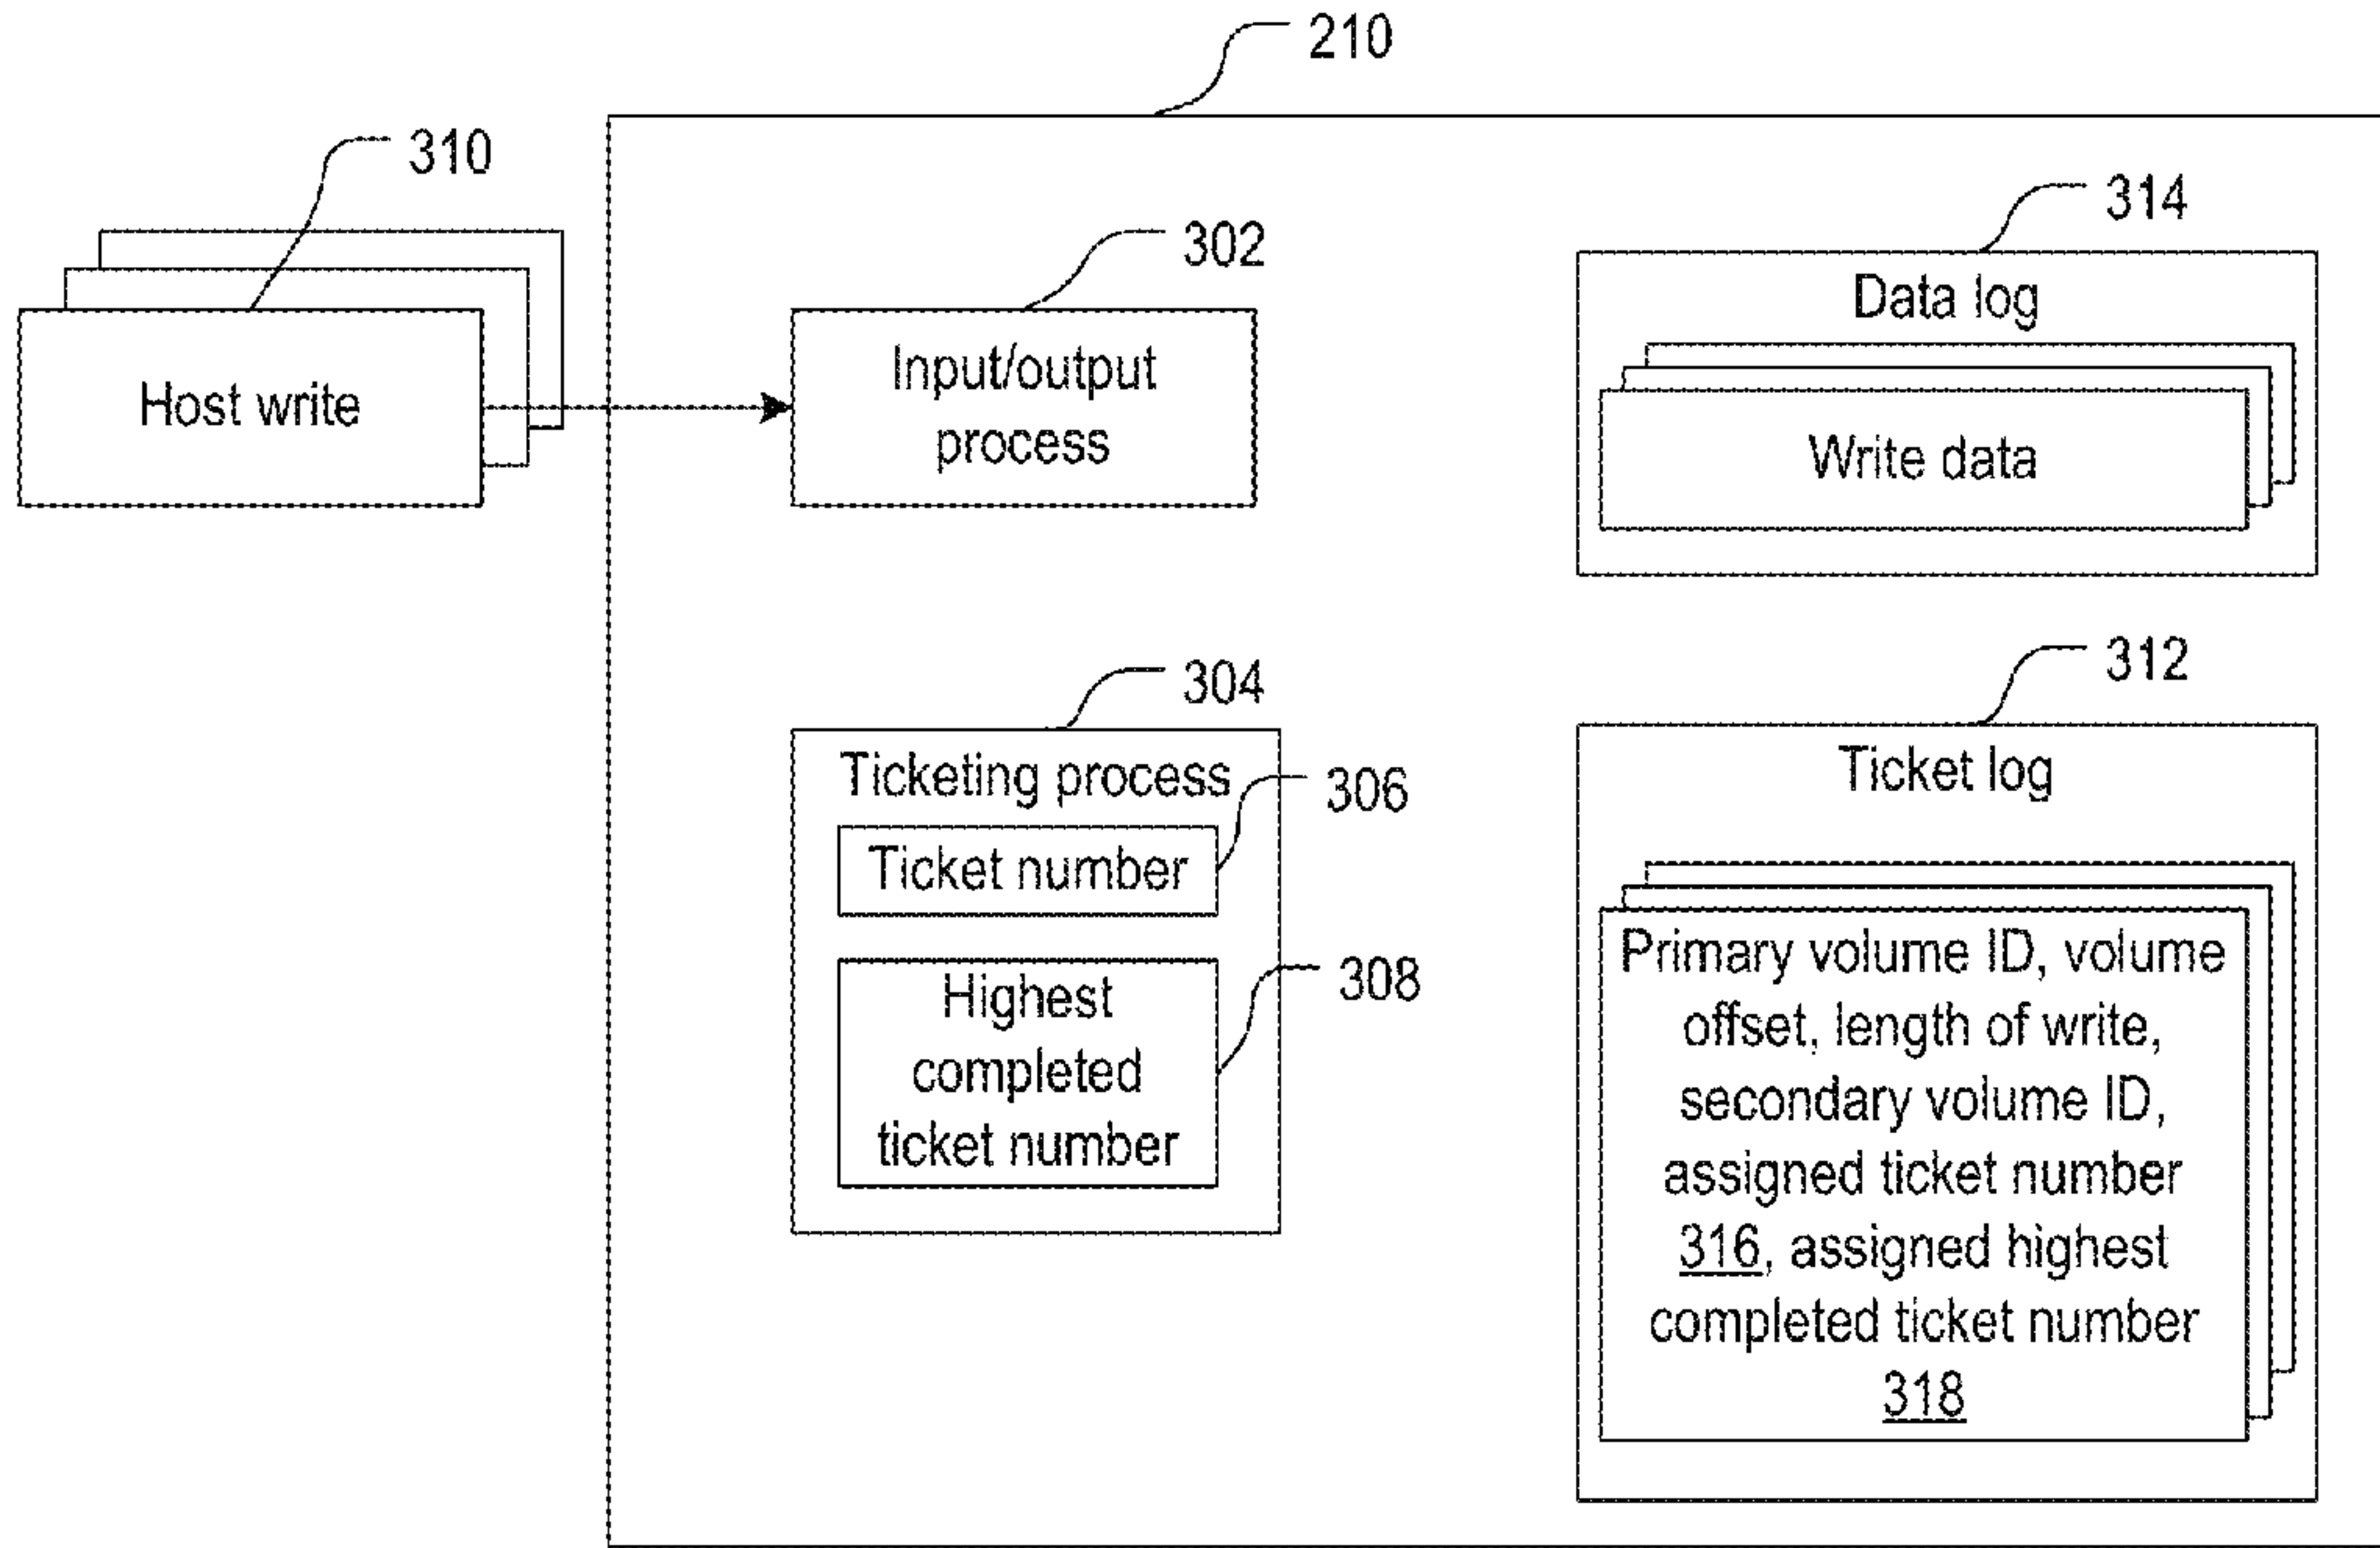 210
310
314
302
Data log
Host write
Input/output
process
Write data
304
312
Ticketing process
306
Ticket number
Highest
completed
ticket number
308
Ticket log
Primary volume ID, volume
offset, length of write,
secondary volume ID,
assigned ticket number
316, assigned highest
completed ticket number
318